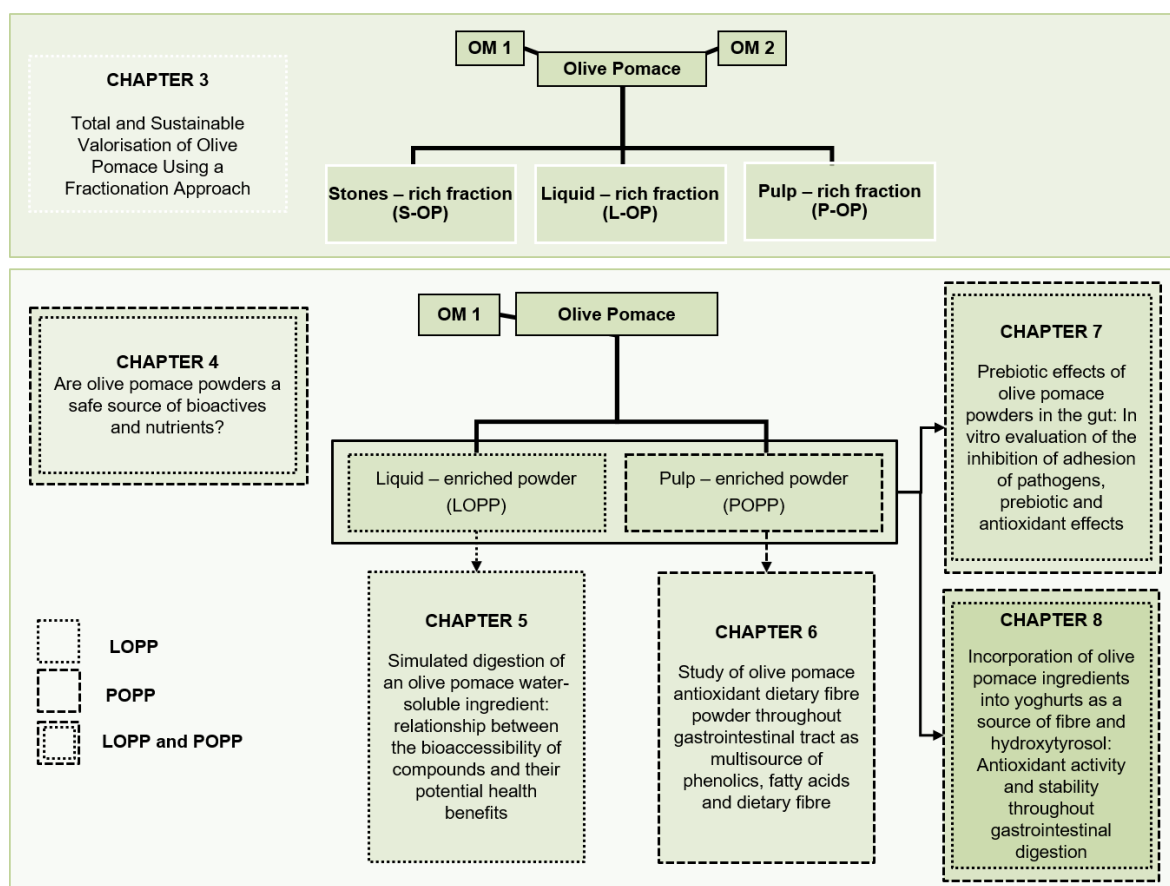 OM 1
OM 2
Olive Pomace
CHAPTER 3
Total and Sustainable
Valorisation of Olive
Pomace Using a
Fractionation Approach
Stones – rich fraction
(S-OP)
Liquid – rich fraction
(L-OP)
Pulp – rich fraction
(P-OP)
OM 1
Olive Pomace
CHAPTER 4
Are olive pomace powders a
safe source of bioactives
and nutrients?
Liquid – enriched powder
(LOPP)
Pulp – enriched powder
(POPP)
CHAPTER 7
Prebiotic effects of
olive pomace
powders in the gut: In
vitro evaluation of the
inhibition of adhesion
of pathogens,
prebiotic and
antioxidant effects
CHAPTER 5
Simulated digestion of
an olive pomace water-
soluble ingredient:
relationship between
the bioaccessibility of
compounds and their
potential health
benefits
CHAPTER 6
Study of olive pomace
antioxidant dietary fibre
powder throughout
gastrointestinal tract as
multisource of
phenolics, fatty acids
and dietary fibre
CHAPTER 8
Incorporation of olive
pomace ingredients
into yoghurts as a
source of fibre and
hydroxytyrosol:
Antioxidant activity
and stability
throughout
gastrointestinal
digestion
LOPP
POPP
LOPP and POPP